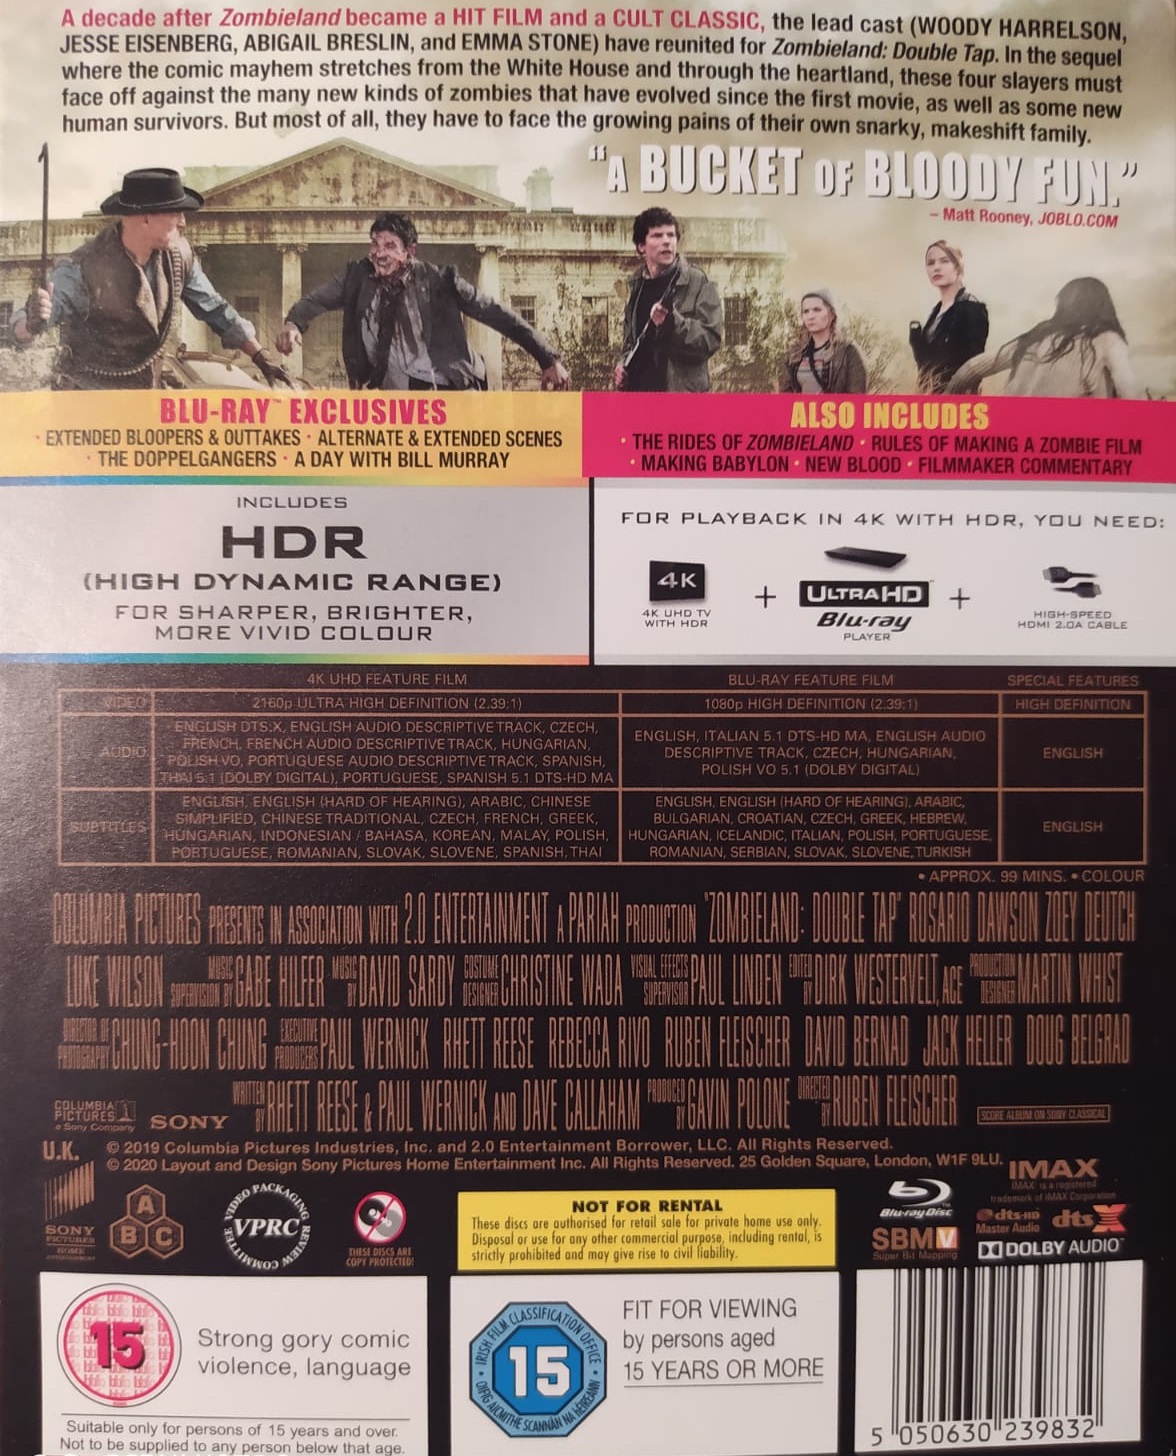 A decade after Zombieland became a HIT FILM and a CULT CLASSIC, the lead cast (WOODY HARRELSON,
JESSE EISENBERG, ABIGAIL BRESLIN, and EMMA STONE) have reunited for Zombieland: Double Tap. In the sequel
where the comic mayhem stretches from the White House and through the heartland, these four slayers must
face off against the many new kinds of zombies that have evolved since the first movie, as well as some new
human survivors. But most of all, they have to face the growing pains of their own snarky, makeshift family.
"A BUCKET OF BLOODY FUN."
– Matt Rooney, JOBLO.COM
BLU-RAY™ EXCLUSIVES
· EXTENDED BLOOPERS & OUTTAKES · ALTERNATE & EXTENDED SCENES
· THE DOPPELGANGERS · A DAY WITH BILL MURRAY
ALSO INCLUDES
· THE RIDES OF ZOMBIELAND · RULES OF MAKING A ZOMBIE FILM
· MAKING BABYLON · NEW BLOOD · FILMMAKER COMMENTARY
INCLUDES
HDR
(HIGH DYNAMIC RANGE)
FOR SHARPER, BRIGHTER,
MORE VIVID COLOUR
FOR PLAYBACK IN 4K WITH HDR, YOU NEED:
4K
4K UHD TV
WITH HDR
+
ULTRAHD
Blu-ray
PLAYER
+
HIGH-SPEED
HDMI 2.0A CABLE
4K UHD FEATURE FILM
BLU-RAY FEATURE FILM
SPECIAL FEATURES
VIDEO
2160p ULTRA HIGH DEFINITION (2.39:1)
1080p HIGH DEFINITION (2.39:1)
HIGH DEFINITION
AUDIO
ENGLISH DTS:X, ENGLISH AUDIO DESCRIPTIVE TRACK, CZECH,
FRENCH, FRENCH AUDIO DESCRIPTIVE TRACK, HUNGARIAN,
POLISH VO, PORTUGUESE AUDIO DESCRIPTIVE TRACK, SPANISH,
THAI 5.1 (DOLBY DIGITAL), PORTUGUESE, SPANISH 5.1 DTS-HD MA
ENGLISH, ITALIAN 5.1 DTS-HD MA, ENGLISH AUDIO
DESCRIPTIVE TRACK, CZECH, HUNGARIAN,
POLISH VO 5.1 (DOLBY DIGITAL)
ENGLISH
SUBTITLES
ENGLISH, ENGLISH (HARD OF HEARING), ARABIC, CHINESE
SIMPLIFIED, CHINESE TRADITIONAL, CZECH, FRENCH, GREEK,
HUNGARIAN, INDONESIAN / BAHASA, KOREAN, MALAY, POLISH,
PORTUGUESE, ROMANIAN, SLOVAK, SLOVENE, SPANISH, THAI
ENGLISH, ENGLISH (HARD OF HEARING), ARABIC,
BULGARIAN, CROATIAN, CZECH, GREEK, HEBREW,
HUNGARIAN, ICELANDIC, ITALIAN, POLISH, PORTUGUESE,
ROMANIAN, SERBIAN, SLOVAK, SLOVENE, TURKISH
ENGLISH
• APPROX. 99 MINS. • COLOUR
COLUMBIA PICTURES PRESENTS IN ASSOCIATION WITH 2.0 ENTERTAINMENT A PARIAH PRODUCTION "ZOMBIELAND: DOUBLE TAP" ROSARIO DAWSON ZOEY DEUTCH
LUKE WILSON MUSIC SUPERVISION BY GABE HILFER MUSIC BY DAVID SARDY COSTUME DESIGNER CHRISTINE WADA VISUAL EFFECTS SUPERVISOR PAUL LINDEN EDITED BY DIRK WESTERVELT, ACE PRODUCTION DESIGNER MARTIN WHIST
DIRECTOR OF PHOTOGRAPHY CHUNG-HOON CHUNG EXECUTIVE PRODUCERS PAUL WERNICK RHETT REESE REBECCA RIVO RUBEN FLEISCHER DAVID BERNAD JACK HELLER DOUG BELGRAD
WRITTEN BY RHETT REESE & PAUL WERNICK AND DAVE CALLAHAM PRODUCED BY GAVIN POLONE DIRECTED BY RUBEN FLEISCHER
COLUMBIA
PICTURES
a Sony Company
SONY
SCORE ALBUM ON SONY CLASSICAL
U.K.
© 2019 Columbia Pictures Industries, Inc. and 2.0 Entertainment Borrower, LLC. All Rights Reserved.
© 2020 Layout and Design Sony Pictures Home Entertainment Inc. All Rights Reserved. 25 Golden Square, London, W1F 9LU.
IMAX
IMAX® is a registered
trademark of IMAX Corporation
SONY
PICTURES
HOME
ENTERTAINMENT
A
B C
VIDEO PACKAGING REVIEW COMMITTEE
VPRC
THESE DISCS ARE
COPY PROTECTED!
NOT FOR RENTAL
These discs are authorised for retail sale for private home use only.
Disposal or use for any other commercial purpose, including rental, is
strictly prohibited and may give rise to civil liability.
Blu-ray Disc
dts-HD
Master Audio
dts X
SBMV
Super Bit Mapping
DOLBY AUDIO™
15
Strong gory comic
violence, language
Suitable only for persons of 15 years and over.
Not to be supplied to any person below that age.
IRISH FILM CLASSIFICATION OFFICE
15
OIFIG AICMITHE SCANNÁN NA hÉIREANN
FIT FOR VIEWING
by persons aged
15 YEARS OR MORE
5 050630 239832